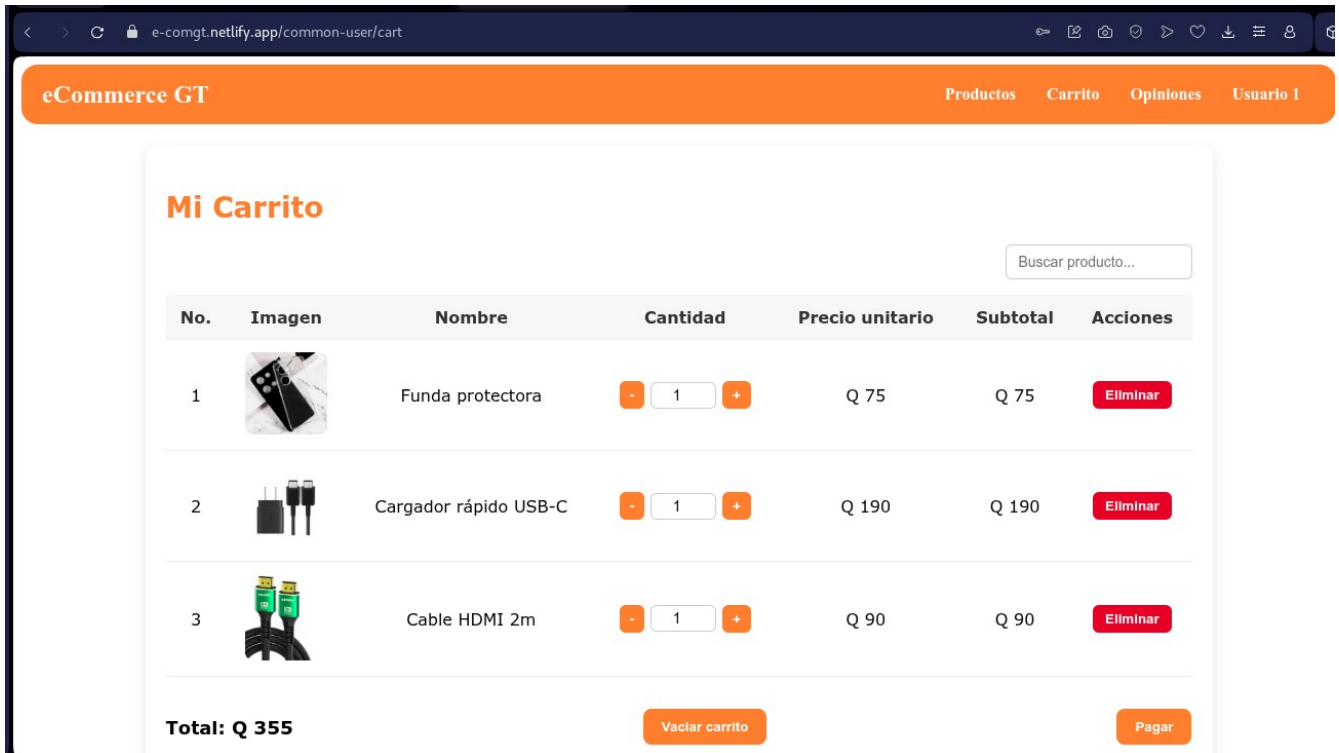 e-comgt.netlify.app/common-user/cart
eCommerce GT Productos Carrito Opiniones Usuario 1
Mi Carrito
Buscar producto...
No. Imagen Nombre Cantidad Precio unitario Subtotal Acciones
1 Funda protectora - 1 + Q 75 Q 75 Eliminar
2 Cargador rápido USB-C - 1 + Q 190 Q 190 Eliminar
3 Cable HDMI 2m - 1 + Q 90 Q 90 Eliminar
Total: Q 355 Vaciar carrito Pagar